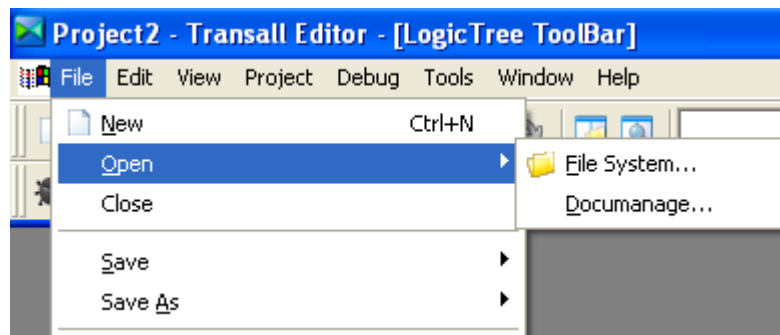 Project2 - Transall Editor - [LogicTree ToolBar]
File Edit View Project Debug Tools Window Help
New Ctrl+N
Open
File System...
Close
Documanage...
Save
Save As